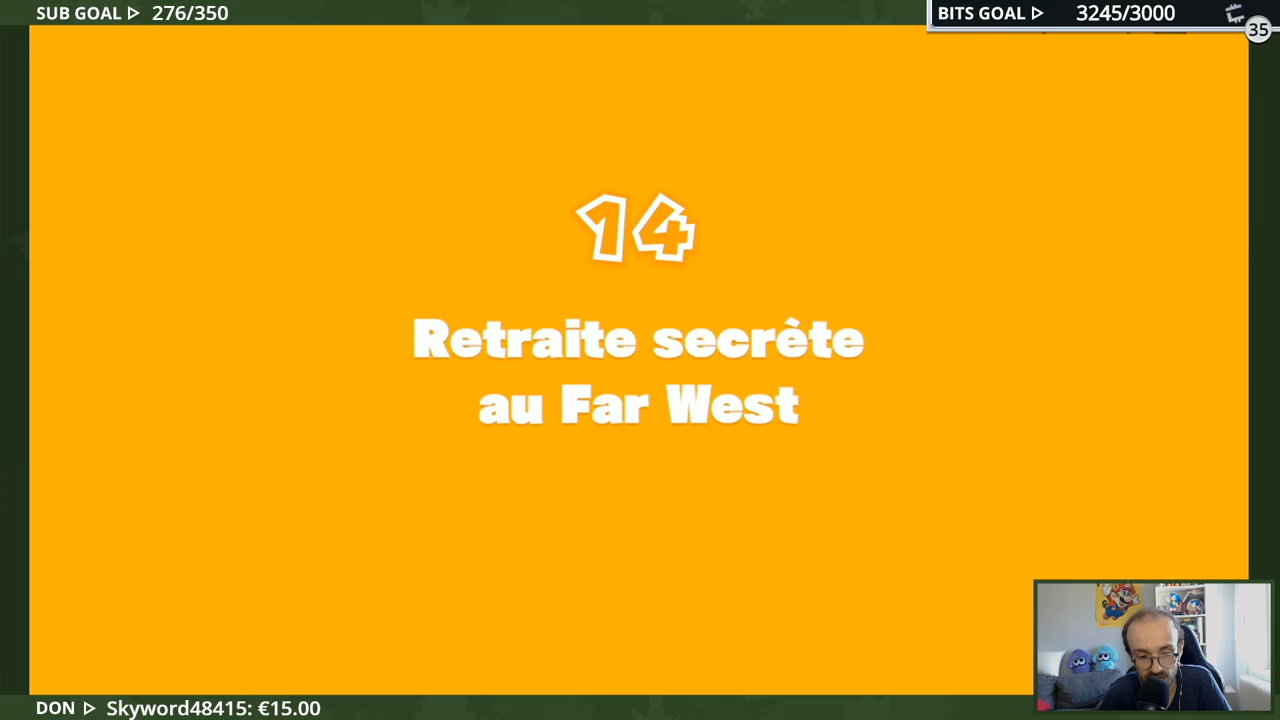 SUB GOAL ▷ 276/350
BITS GOAL ▷ 3245/3000
35
14
Retraite secrète
au Far West
DON ▷ Skyword48415: €15.00